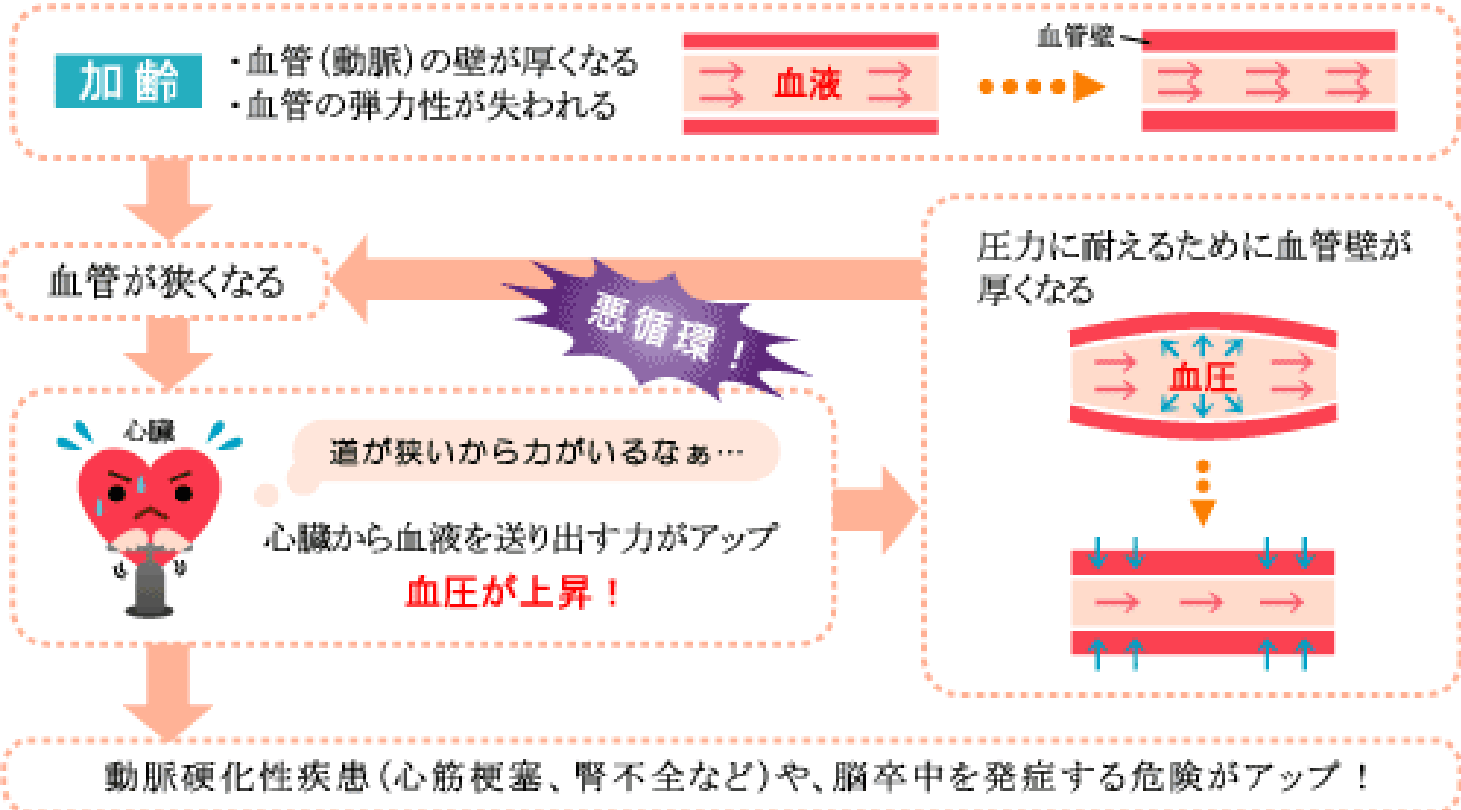 加齢
・血管(動脈)の壁が厚くなる
・血管の弾力性が失われる
血液
血管壁
血管が狭くなる
悪循環!
圧力に耐えるために血管壁が
厚くなる
血圧
心臓
道が狭いから力がいるなぁ…
心臓から血液を送り出す力がアップ
血圧が上昇!
動脈硬化性疾患(心筋梗塞、腎不全など)や、脳卒中を発症する危険がアップ!